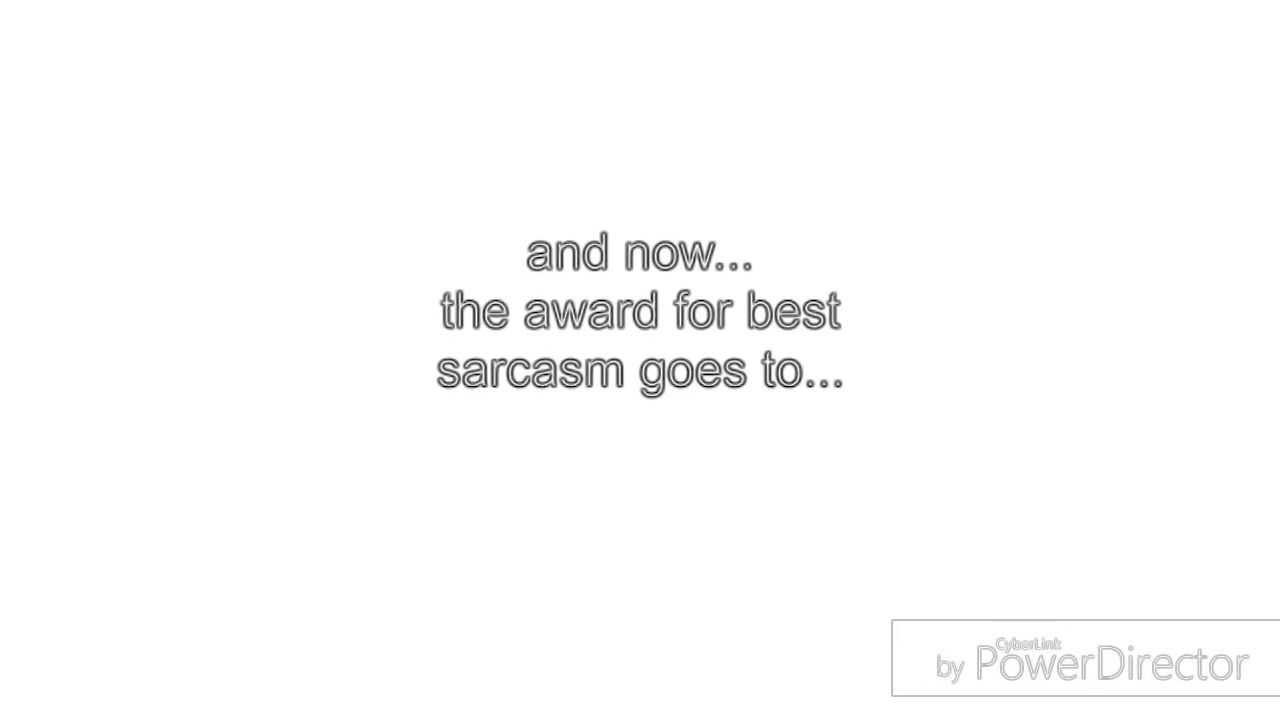 and now...
the award for best
sarcasm goes to...
CyberLink
by PowerDirector